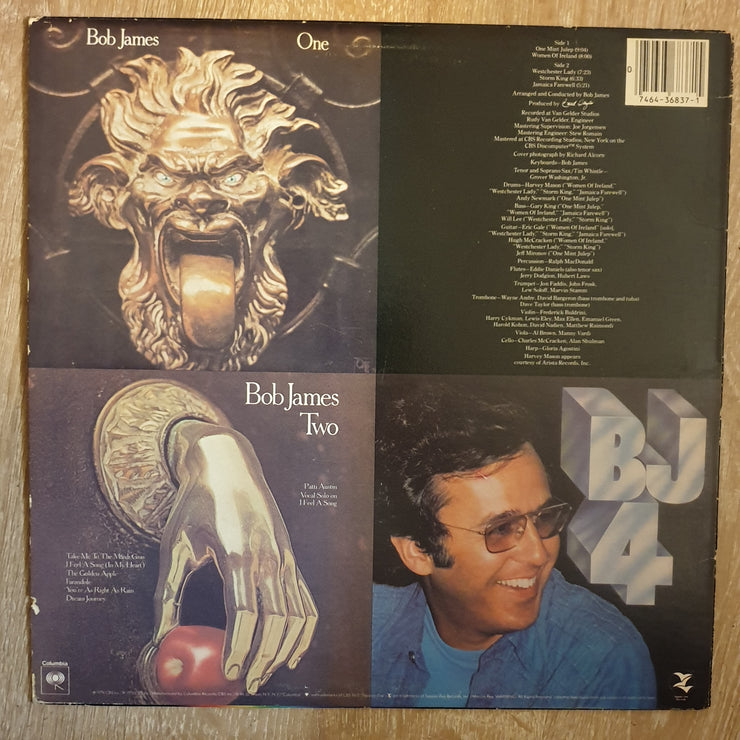 Bob James One
Side 1
One Mint Julep (9:04)
Women Of Ireland (8:00)
Side 2
Westchester Lady (7:23)
Storm King (6:33)
Jamaica Farewell (5:21)
Arranged and Conducted by Bob James
Produced by
Recorded at Van Gelder Studios
Rudy Van Gelder, Engineer
Mastering Supervision: Joe Jorgensen
Mastering Engineer: Stew Romain
Mastered at CBS Recording Studios, New York on the
CBS Discomputer™ System
Cover photograph by Richard Alcorn
Keyboards—Bob James
Tenor and Soprano Sax/Tin Whistle—
Grover Washington, Jr.
Drums—Harvey Mason ("Women Of Ireland,"
"Westchester Lady," "Storm King," "Jamaica Farewell")
Andy Newmark ("One Mint Julep")
Bass—Gary King ("One Mint Julep,"
"Women Of Ireland," "Jamaica Farewell")
Will Lee ("Westchester Lady," "Storm King")
Guitar—Eric Gale ("Women Of Ireland" [solo],
"Westchester Lady," "Storm King," "Jamaica Farewell")
Hugh McCracken ("Women Of Ireland,"
"Westchester Lady," "Storm King," "Jamaica Farewell")
Jeff Mironov ("One Mint Julep")
Percussion—Ralph MacDonald
Flutes—Eddie Daniels (also tenor sax)
Jerry Dodgion, Hubert Laws
Trumpet—Jon Faddis, John Frosk,
Lew Soloff, Marvin Stamm
Trombone—Wayne Andre, David Bargeron (bass trombone and tuba)
Dave Taylor (bass trombone)
Violin—Frederick Buldrini,
Harry Cykman, Lewis Eley, Max Ellen, Emanuel Green,
Harold Kohon, David Nadien, Matthew Raimondi
Viola—Al Brown, Manny Vardi
Cello—Charles McCracken, Alan Shulman
Harp—Gloria Agostini
Harvey Mason appears
courtesy of Arista Records, Inc.
0
7464-36837-1
Bob James
Two
Patti Austin
Vocal Solo on
I Feel A Song
Take Me To The Mardi Gras
I Feel A Song (In My Heart)
The Golden Apple
Farandole
You're As Right As Rain
Dream Journey
BJ
4
Columbia